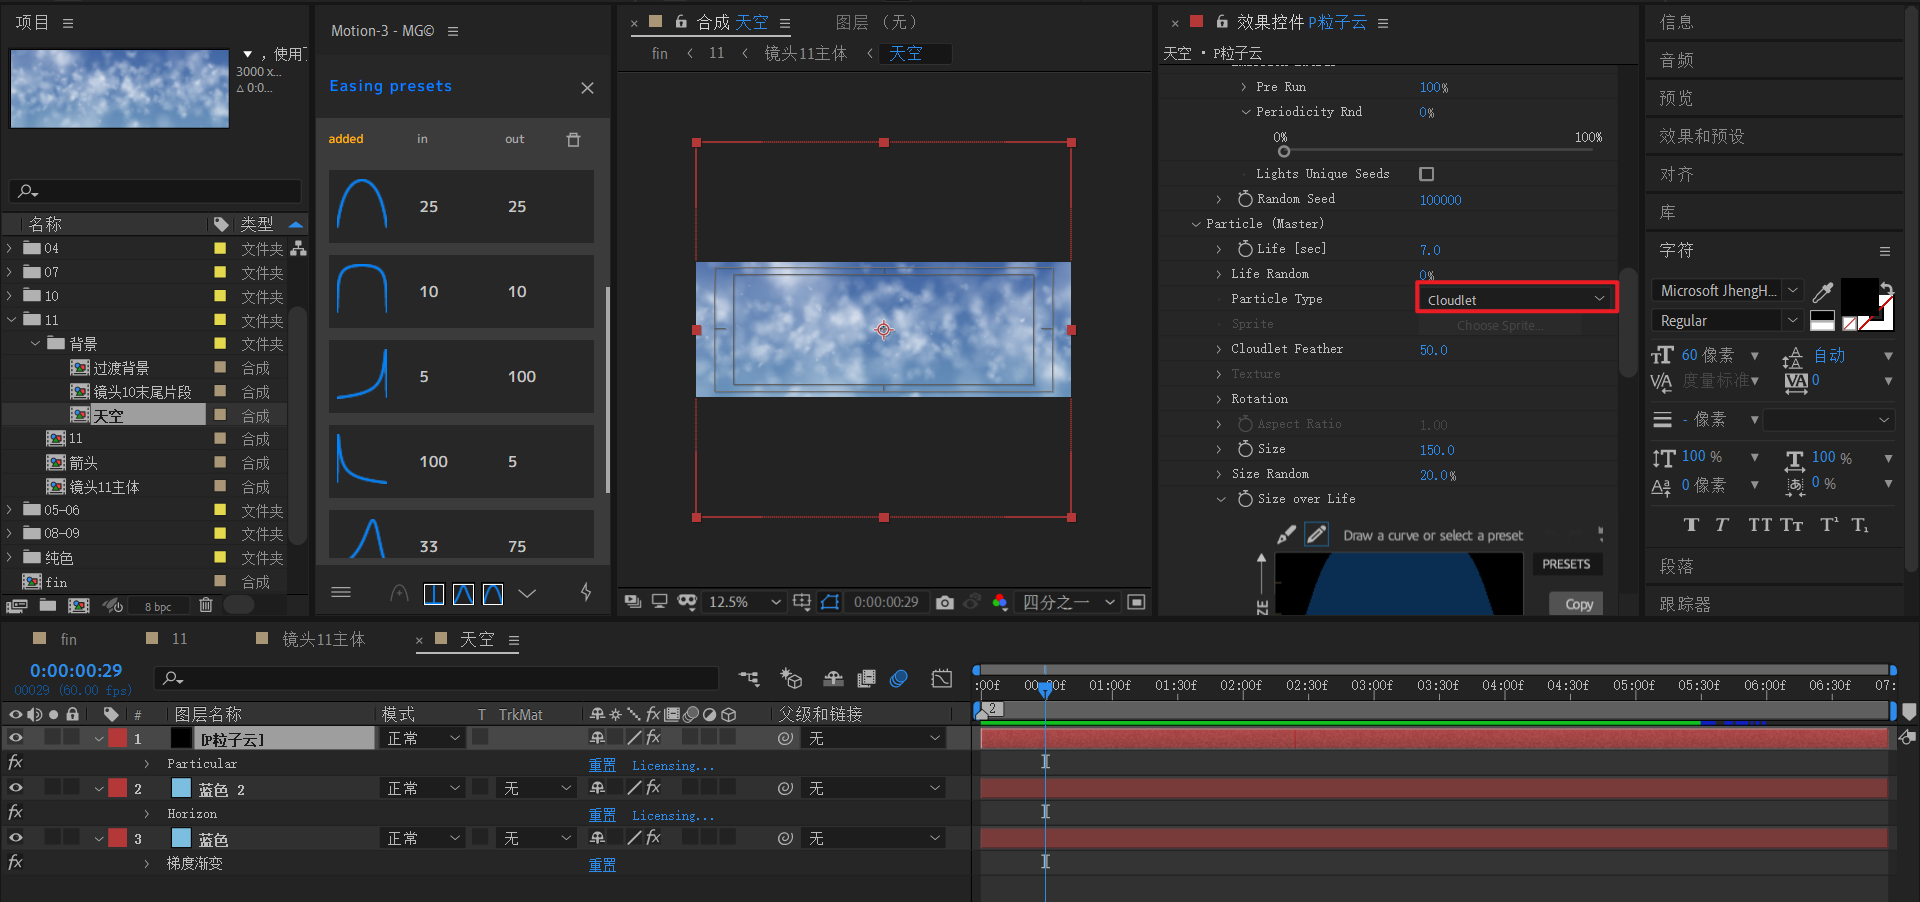 项目
，使用
3000 x...
△ 0:0...
名称
类型
04
文件夹
07
文件夹
10
文件夹
11
文件夹
背景
文件夹
过渡背景
合成
镜头10末尾片段
合成
天空
合成
11
合成
箭头
合成
镜头11主体
合成
05-06
文件夹
08-09
文件夹
纯色
文件夹
fin
合成
8 bpc
Motion-3 - MG©
Easing presets
added in out
25 25
10 10
5 100
100 5
33 75
× 合成 天空
图层 （无）
fin ‹ 11 ‹ 镜头11主体 ‹ 天空
12.5%
0:00:00:29
四分之一
× 效果控件 P粒子云
天空 · P粒子云
Pre Run 100%
Periodicity Rnd 0%
0% 100%
Lights Unique Seeds
Random Seed 100000
Particle (Master)
Life [sec] 7.0
Life Random 0%
Particle Type Cloudlet
Sprite Choose Sprite...
Cloudlet Feather 50.0
Texture
Rotation
Aspect Ratio 1.00
Size 150.0
Size Random 20.0%
Size over Life
Draw a curve or select a preset
PRESETS
Copy
ZE
信息
音频
预览
效果和预设
对齐
库
字符
Microsoft JhengH...
Regular
60 像素
自动
度量标准
0
- 像素
100 %
100 %
0 像素
0 %
T T TT Tт T¹ T₁
段落
跟踪器
fin
11
镜头11主体
× 天空
0:00:00:29
00029 (60.00 fps)
:00f 01:00f 01:30f 02:00f 02:30f 03:00f 03:30f 04:00f 04:30f 05:00f 05:30f 06:00f 06:30f 07:
2
# 图层名称 模式 T TrkMat 父级和链接
1 [P粒子云] 正常 无
Particular 重置 Licensing...
2 蓝色 2 正常 无 无
Horizon 重置 Licensing...
3 蓝色 正常 无 无
梯度渐变 重置